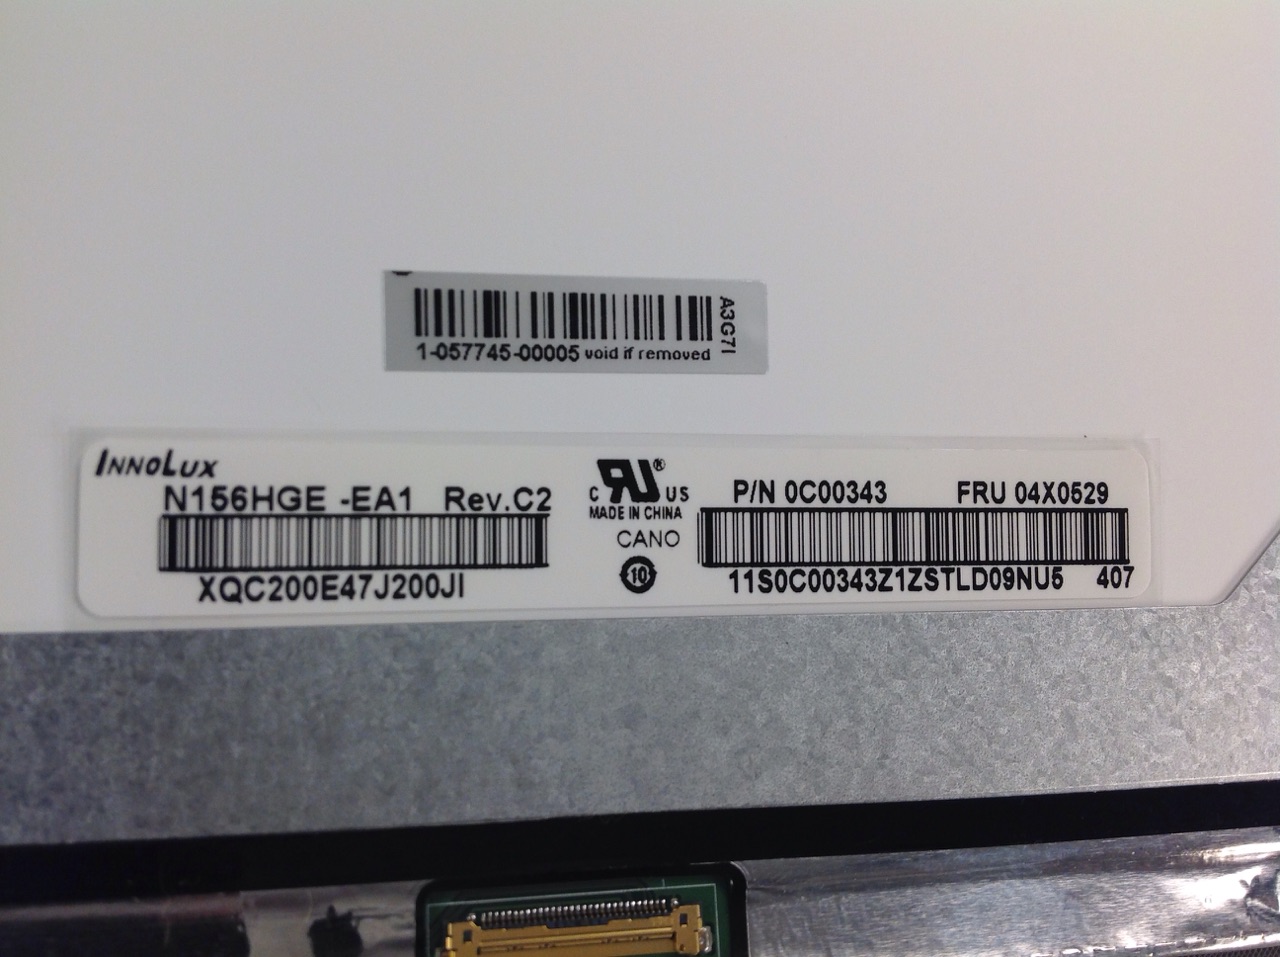 A3G7I
1-057745-00005 void if removed
INNOLUX
N156HGE -EA1 Rev.C2
XQC200E47J200JI
C RU® US
MADE IN CHINA
CANO
10
P/N 0C00343 FRU 04X0529
11S0C00343Z1ZSTLD09NU5 407